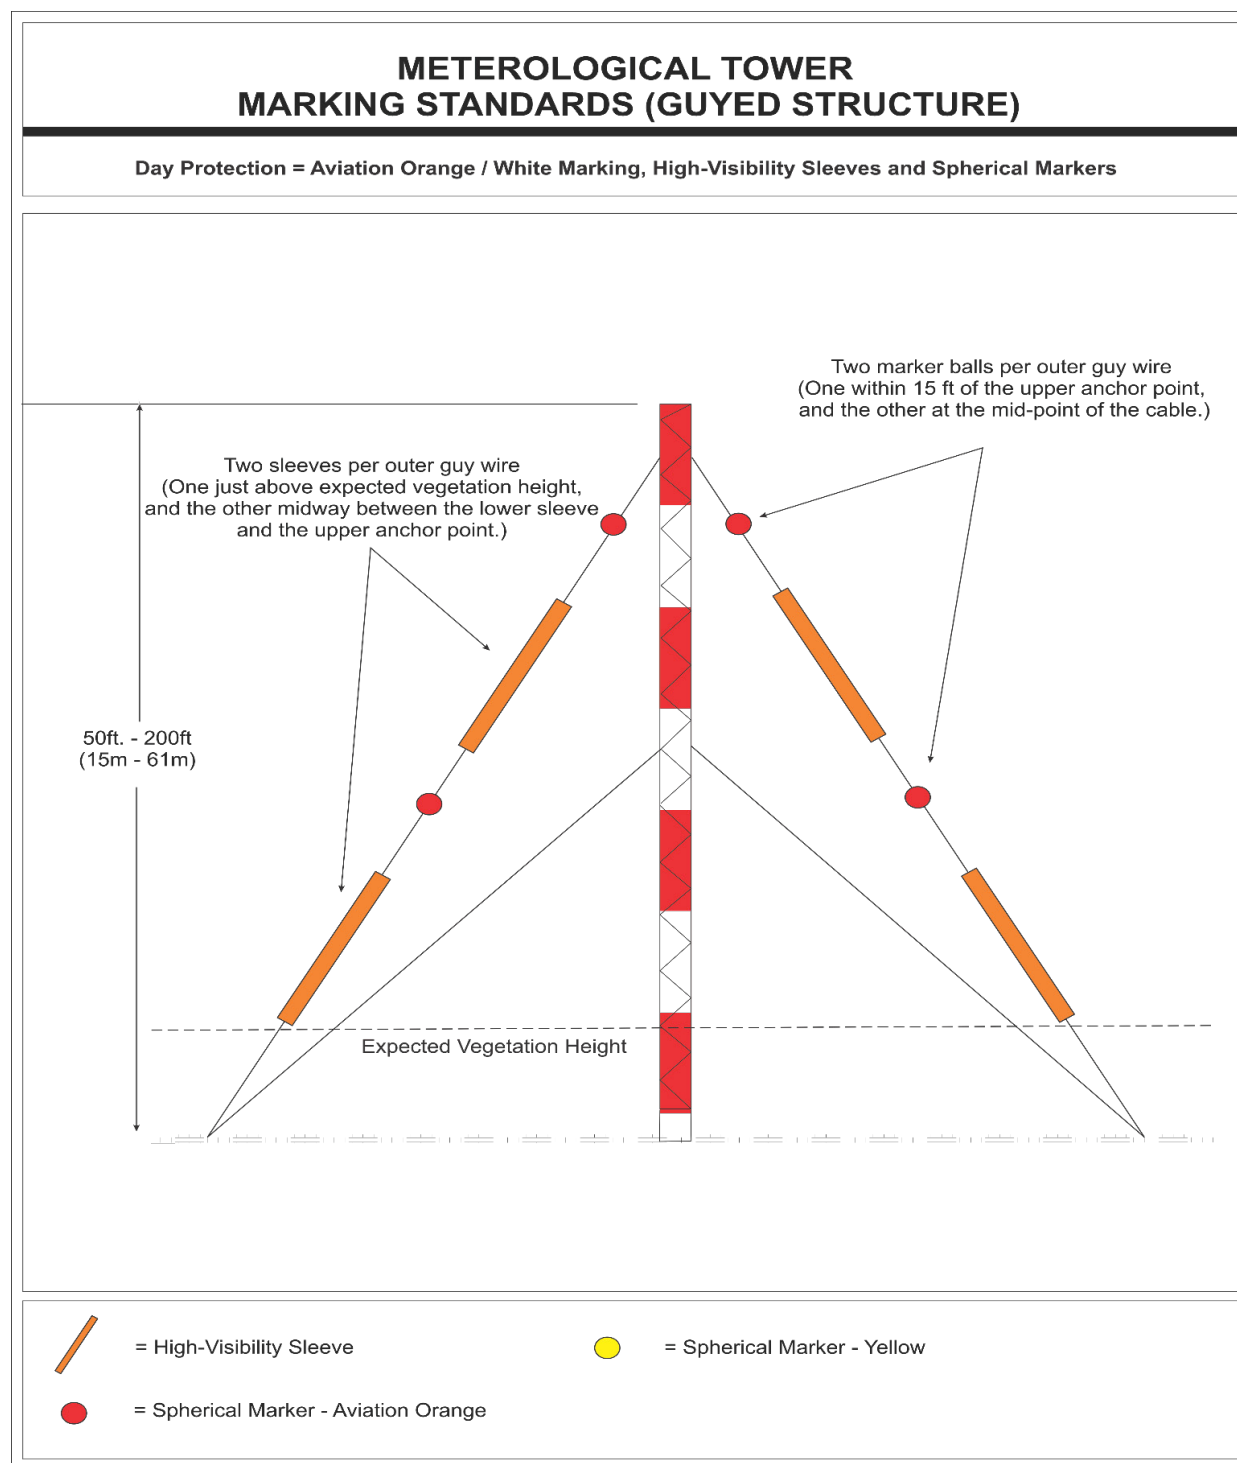 METEROLOGICAL TOWER
MARKING STANDARDS (GUYED STRUCTURE)
Day Protection = Aviation Orange / White Marking, High-Visibility Sleeves and Spherical Markers
Two marker balls per outer guy wire
(One within 15 ft of the upper anchor point,
and the other at the mid-point of the cable.)
Two sleeves per outer guy wire
(One just above expected vegetation height,
and the other midway between the lower sleeve
and the upper anchor point.)
50ft. - 200ft
(15m - 61m)
Expected Vegetation Height
= High-Visibility Sleeve
= Spherical Marker - Yellow
= Spherical Marker - Aviation Orange